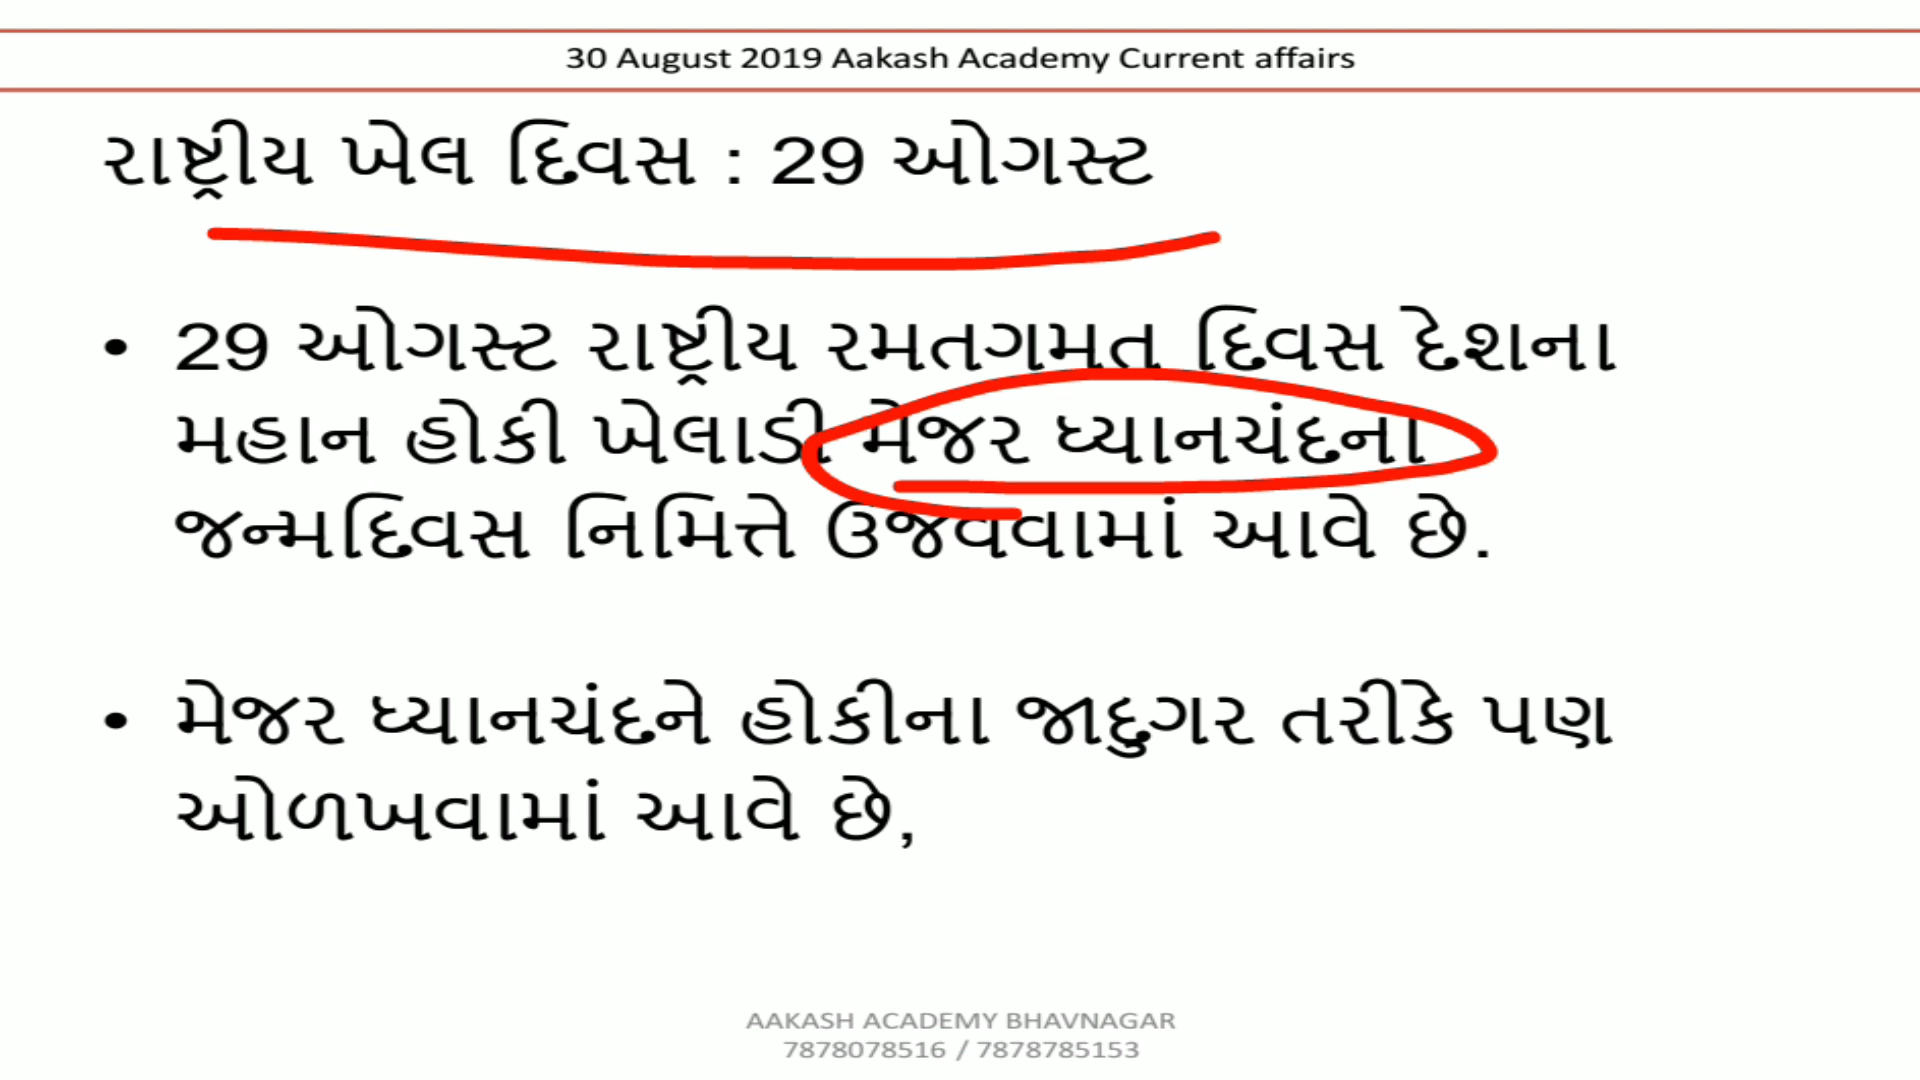 30 August 2019 Aakash Academy Current affairs
રાષ્ટ્રીય ખેલ દિવસ : 29 ઓગસ્ટ
• 29 ઓગસ્ટ રાષ્ટ્રીય રમતગમત દિવસ દેશના
મહાન હોકી ખેલાડી મેજર ધ્યાનચંદના
જન્મદિવસ નિમિત્તે ઉજવવામાં આવે છે.
• મેજર ધ્યાનચંદને હોકીના જાદુગર તરીકે પણ
ઓળખવામાં આવે છે,
AAKASH ACADEMY BHAVNAGAR
7878078516 / 7878785153